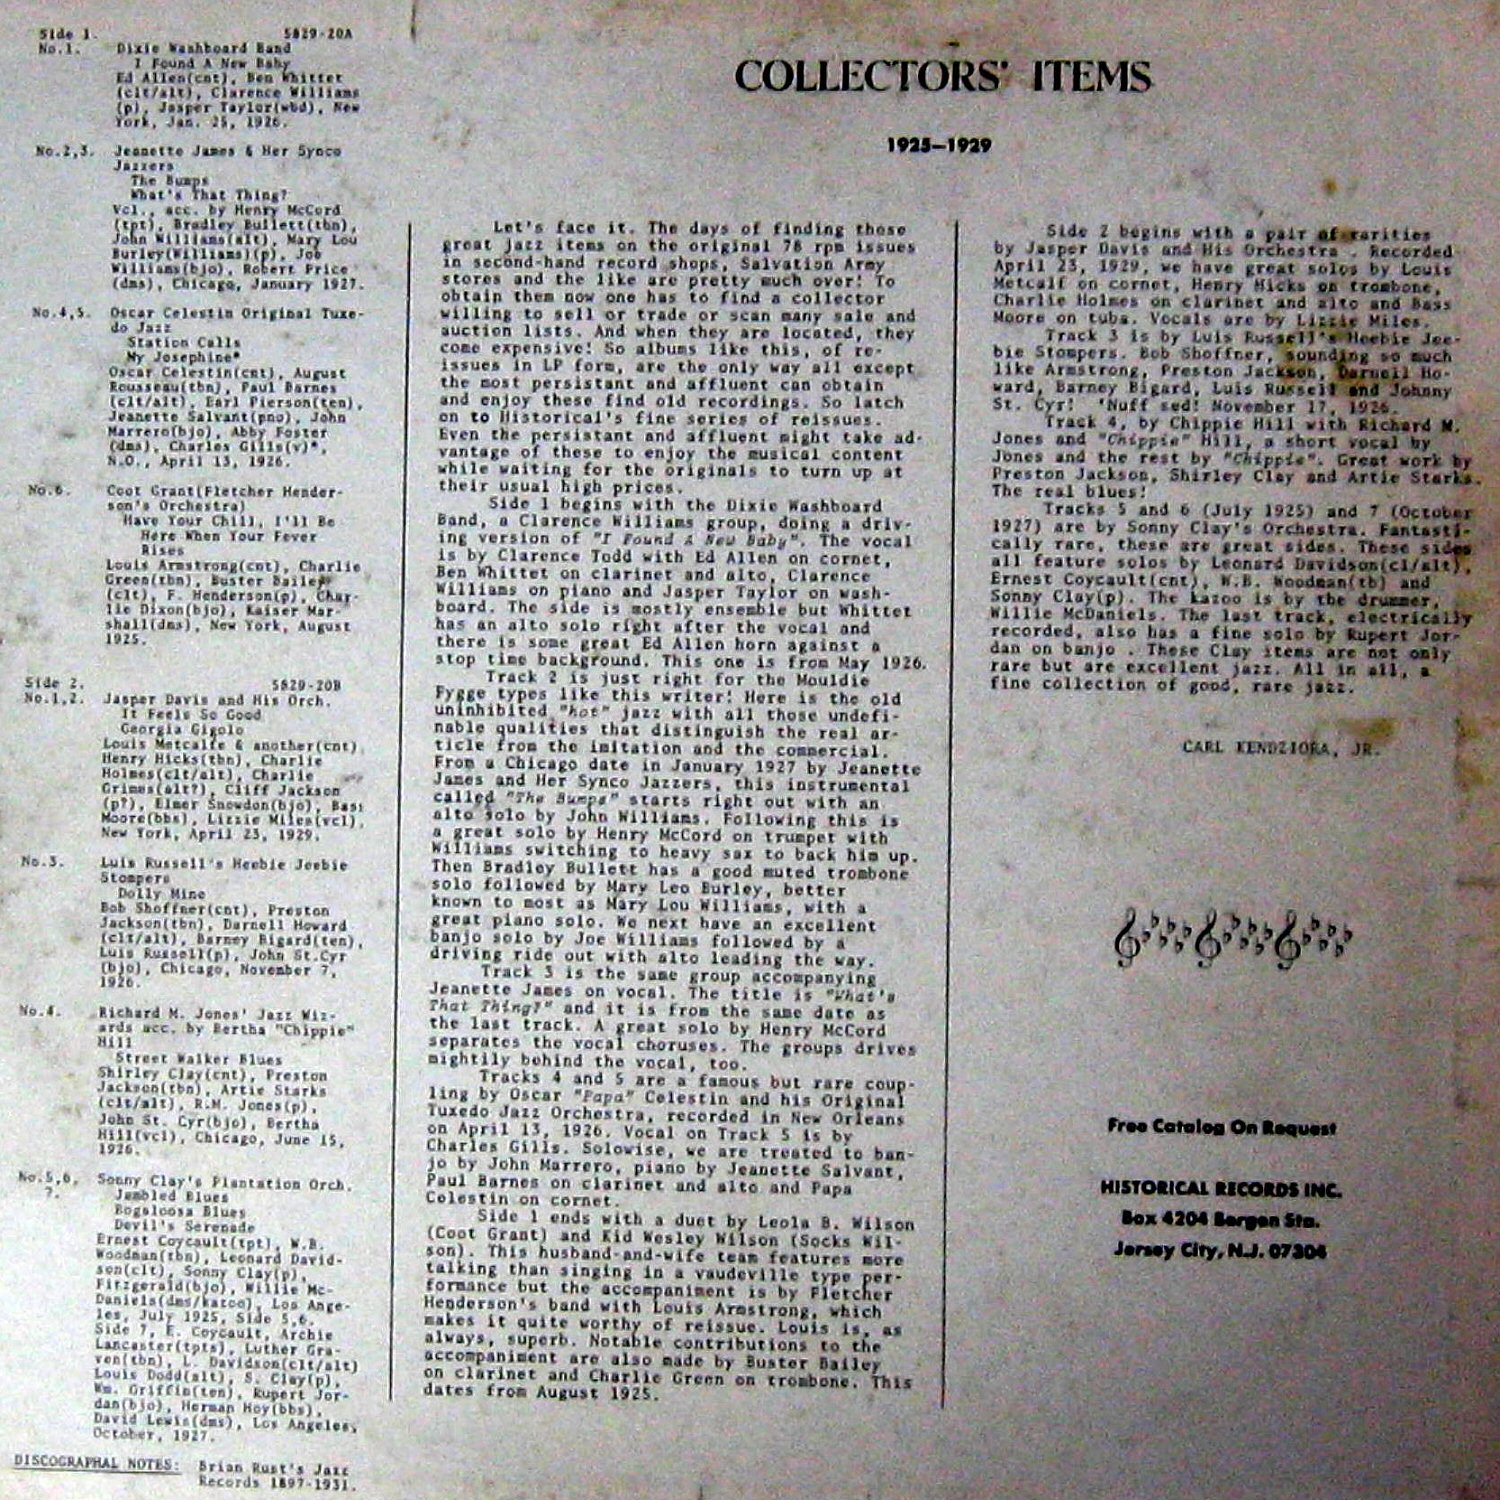 COLLECTORS' ITEMS
1925–1929
Side 1. 5829-20A
No.1. Dixie Washboard Band
I Found A New Baby
Ed Allen(cnt), Ben Whittet
(clt/alt), Clarence Williams
(p), Jasper Taylor(wbd), New
York, Jan. 25, 1926.
No.2,3. Jeanette James & Her Synco
Jazzers
The Bumps
What's That Thing?
Vcl., acc. by Henry McCord
(tpt), Bradley Bullett(tbn),
John Williams(alt), Mary Lou
Burley(Williams)(p), Joe
Williams(bjo), Robert Price
(dms), Chicago, January 1927.
No.4,5. Oscar Celestin Original Tuxe-
do Jazz
Station Calls
My Josephine*
Oscar Celestin(cnt), August
Rousseau(tbn), Paul Barnes
(clt/alt), Earl Pierson(ten),
Jeanette Salvant(pno), John
Marrero(bjo), Abby Foster
(dms), Charles Gills(v)*,
N.O., April 13, 1926.
No.6. Coot Grant(Fletcher Hender-
son's Orchestra)
Have Your Chill, I'll Be
Here When Your Fever
Rises
Louis Armstrong(cnt), Charlie
Green(tbn), Buster Bailey
(clt), F. Henderson(p), Char-
lie Dixon(bjo), Kaiser Mar-
shall(dms), New York, August
1925.
Side 2. 5829-20B
No.1,2. Jasper Davis and His Orch.
It Feels So Good
Georgia Gigolo
Louis Metcalfe & another(cnt),
Henry Hicks(tbn), Charlie
Holmes(clt/alt), Charlie
Grimes(alt?), Cliff Jackson
(p?), Elmer Snowdon(bjo), Bass
Moore(bbs), Lizzie Miles(vcl),
New York, April 23, 1929.
No.3. Luis Russell's Heebie Jeebie
Stompers
Dolly Mine
Bob Shoffner(cnt), Preston
Jackson(tbn), Darnell Howard
(clt/alt), Barney Bigard(ten),
Luis Russell(p), John St.Cyr
(bjo), Chicago, November 7,
1926.
No.4. Richard M. Jones' Jazz Wiz-
ards acc. by Bertha "Chippie"
Hill
Street Walker Blues
Shirley Clay(cnt), Preston
Jackson(tbn), Artie Starks
(clt/alt), R.M. Jones(p),
John St. Cyr(bjo), Bertha
Hill(vcl), Chicago, June 15,
1926.
No.5,6, Sonny Clay's Plantation Orch.
7. Jambled Blues
Bogaloosa Blues
Devil's Serenade
Ernest Coycault(tpt), W.B.
Woodman(tbn), Leonard David-
son(clt), Sonny Clay(p),
Fitzgerald(bjo), Willie Mc-
Daniels(dms/kazoo), Los Ange-
les, July 1925, Side 5,6.
Side 7, E. Coycault, Archie
Lancaster(tpts), Luther Gra-
ven(tbn), L. Davidson(clt/alt)
Louis Dodd(alt), S. Clay(p),
Wm. Griffin(ten), Rupert Jor-
dan(bjo), Herman Hoy(bbs),
David Lewis(dms), Los Angeles,
October, 1927.
DISCOGRAPHAL NOTES: Brian Rust's Jazz
Records 1897-1931.
Let's face it. The days of finding those
great jazz items on the original 78 rpm issues
in second-hand record shops, Salvation Army
stores and the like are pretty much over! To
obtain them now one has to find a collector
willing to sell or trade or scan many sale and
auction lists. And when they are located, they
come expensive! So albums like this, of re-
issues in LP form, are the only way all except
the most persistant and affluent can obtain
and enjoy these find old recordings. So latch
on to Historical's fine series of reissues.
Even the persistant and affluent might take ad-
vantage of these to enjoy the musical content
while waiting for the originals to turn up at
their usual high prices.
Side 1 begins with the Dixie Washboard
Band, a Clarence Williams group, doing a driv-
ing version of "I Found A New Baby". The vocal
is by Clarence Todd with Ed Allen on cornet,
Ben Whittet on clarinet and alto, Clarence
Williams on piano and Jasper Taylor on wash-
board. The side is mostly ensemble but Whittet
has an alto solo right after the vocal and
there is some great Ed Allen horn against a
stop time background. This one is from May 1926.
Track 2 is just right for the Mouldie
Fygge types like this writer! Here is the old
uninhibited "hot" jazz with all those undefi-
nable qualities that distinguish the real ar-
ticle from the imitation and the commercial.
From a Chicago date in January 1927 by Jeanette
James and Her Synco Jazzers, this instrumental
called "The Bumps" starts right out with an
alto solo by John Williams. Following this is
a great solo by Henry McCord on trumpet with
Williams switching to heavy sax to back him up.
Then Bradley Bullett has a good muted trombone
solo followed by Mary Leo Burley, better
known to most as Mary Lou Williams, with a
great piano solo. We next have an excellent
banjo solo by Joe Williams followed by a
driving ride out with alto leading the way.
Track 3 is the same group accompanying
Jeanette James on vocal. The title is "What's
That Thing?" and it is from the same date as
the last track. A great solo by Henry McCord
separates the vocal choruses. The groups drives
mightily behind the vocal, too.
Tracks 4 and 5 are a famous but rare coup-
ling by Oscar "Papa" Celestin and his Original
Tuxedo Jazz Orchestra, recorded in New Orleans
on April 13, 1926. Vocal on Track 5 is by
Charles Gills. Solowise, we are treated to ban-
jo by John Marrero, piano by Jeanette Salvant,
Paul Barnes on clarinet and alto and Papa
Celestin on cornet.
Side 1 ends with a duet by Leola B. Wilson
(Coot Grant) and Kid Wesley Wilson (Socks Wil-
son). This husband-and-wife team features more
talking than singing in a vaudeville type per-
formance but the accompaniment is by Fletcher
Henderson's band with Louis Armstrong, which
makes it quite worthy of reissue. Louis is, as
always, superb. Notable contributions to the
accompaniment are also made by Buster Bailey
on clarinet and Charlie Green on trombone. This
dates from August 1925.
Side 2 begins with a pair of rarities
by Jasper Davis and His Orchestra . Recorded
April 23, 1929, we have great solos by Louis
Metcalf on cornet, Henry Hicks on trombone,
Charlie Holmes on clarinet and alto and Bass
Moore on tuba. Vocals are by Lizzie Miles.
Track 3 is by Luis Russell's Heebie Jee-
bie Stompers. Bob Shoffner, sounding so much
like Armstrong, Preston Jackson, Darnell Ho-
ward, Barney Bigard, Luis Russell and Johnny
St. Cyr! 'Nuff sed! November 17, 1926.
Track 4, by Chippie Hill with Richard M.
Jones and "Chippie" Hill, a short vocal by
Jones and the rest by "Chippie". Great work by
Preston Jackson, Shirley Clay and Artie Starks.
The real blues!
Tracks 5 and 6 (July 1925) and 7 (October
1927) are by Sonny Clay's Orchestra. Fantasti-
cally rare, these are great sides. These sides
all feature solos by Leonard Davidson(cl/alt),
Ernest Coycault(cnt), W.B. Woodman(tb) and
Sonny Clay(p). The kazoo is by the drummer,
Willie McDaniels. The last track, electrically
recorded, also has a fine solo by Rupert Jor-
dan on banjo . These Clay items are not only
rare but are excellent jazz. All in all, a
fine collection of good, rare jazz.
CARL KENDZIORA, JR.
Free Catalog On Request
HISTORICAL RECORDS INC.
Box 4204 Bergen Sta.
Jersey City, N.J. 07304